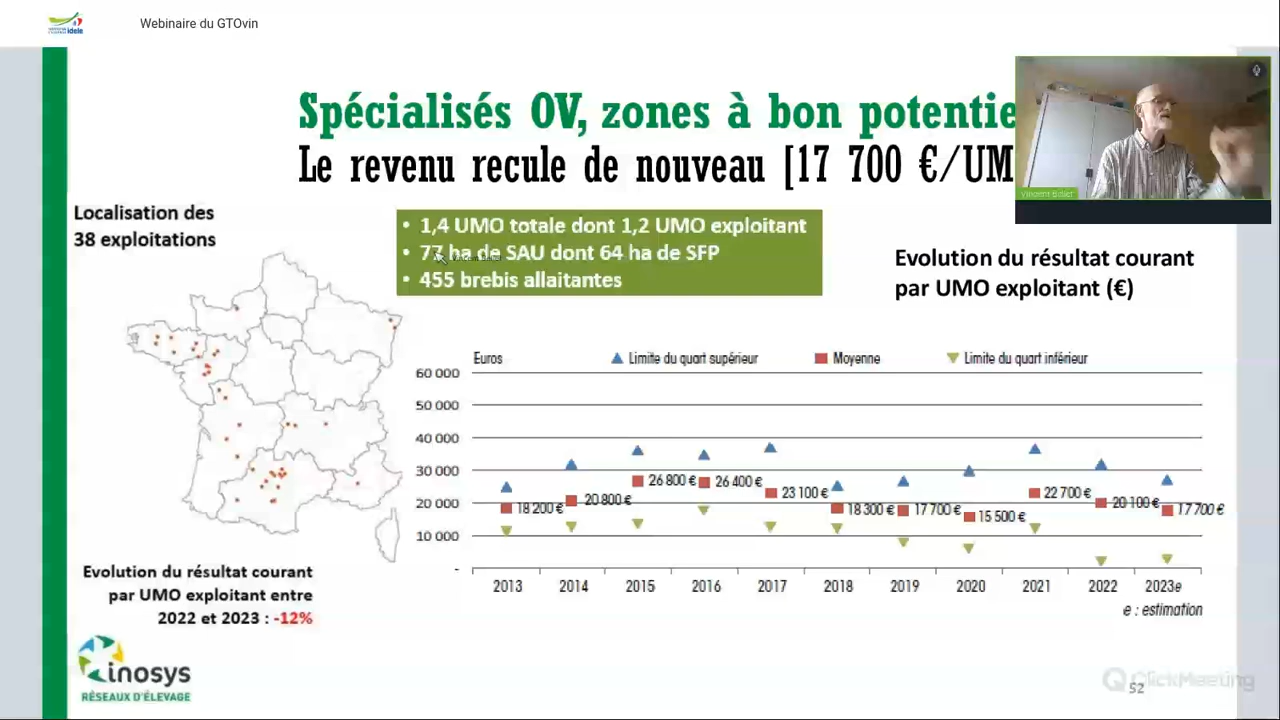 idele
Webinaire du GTOvin
Spécialisés OV, zones à bon potentie
Le revenu recule de nouveau [17 700 €/UM
Vincent Bellet
Localisation des
38 exploitations
• 1,4 UMO totale dont 1,2 UMO exploitant
• 77 ha de SAU dont 64 ha de SFP
• 455 brebis allaitantes
Evolution du résultat courant
par UMO exploitant (€)
Euros
Limite du quart supérieur
Moyenne
Limite du quart inférieur
60 000
50 000
40 000
30 000
20 000
10 000
-
18 200 €
20 800 €
26 800 €
26 400 €
23 100 €
18 300 €
17 700 €
15 500 €
22 700 €
20 100 €
17 700 €
2013 2014 2015 2016 2017 2018 2019 2020 2021 2022 2023e
e : estimation
Evolution du résultat courant
par UMO exploitant entre
2022 et 2023 : -12%
inosys
RÉSEAUX D'ÉLEVAGE
ClickMeeting
52